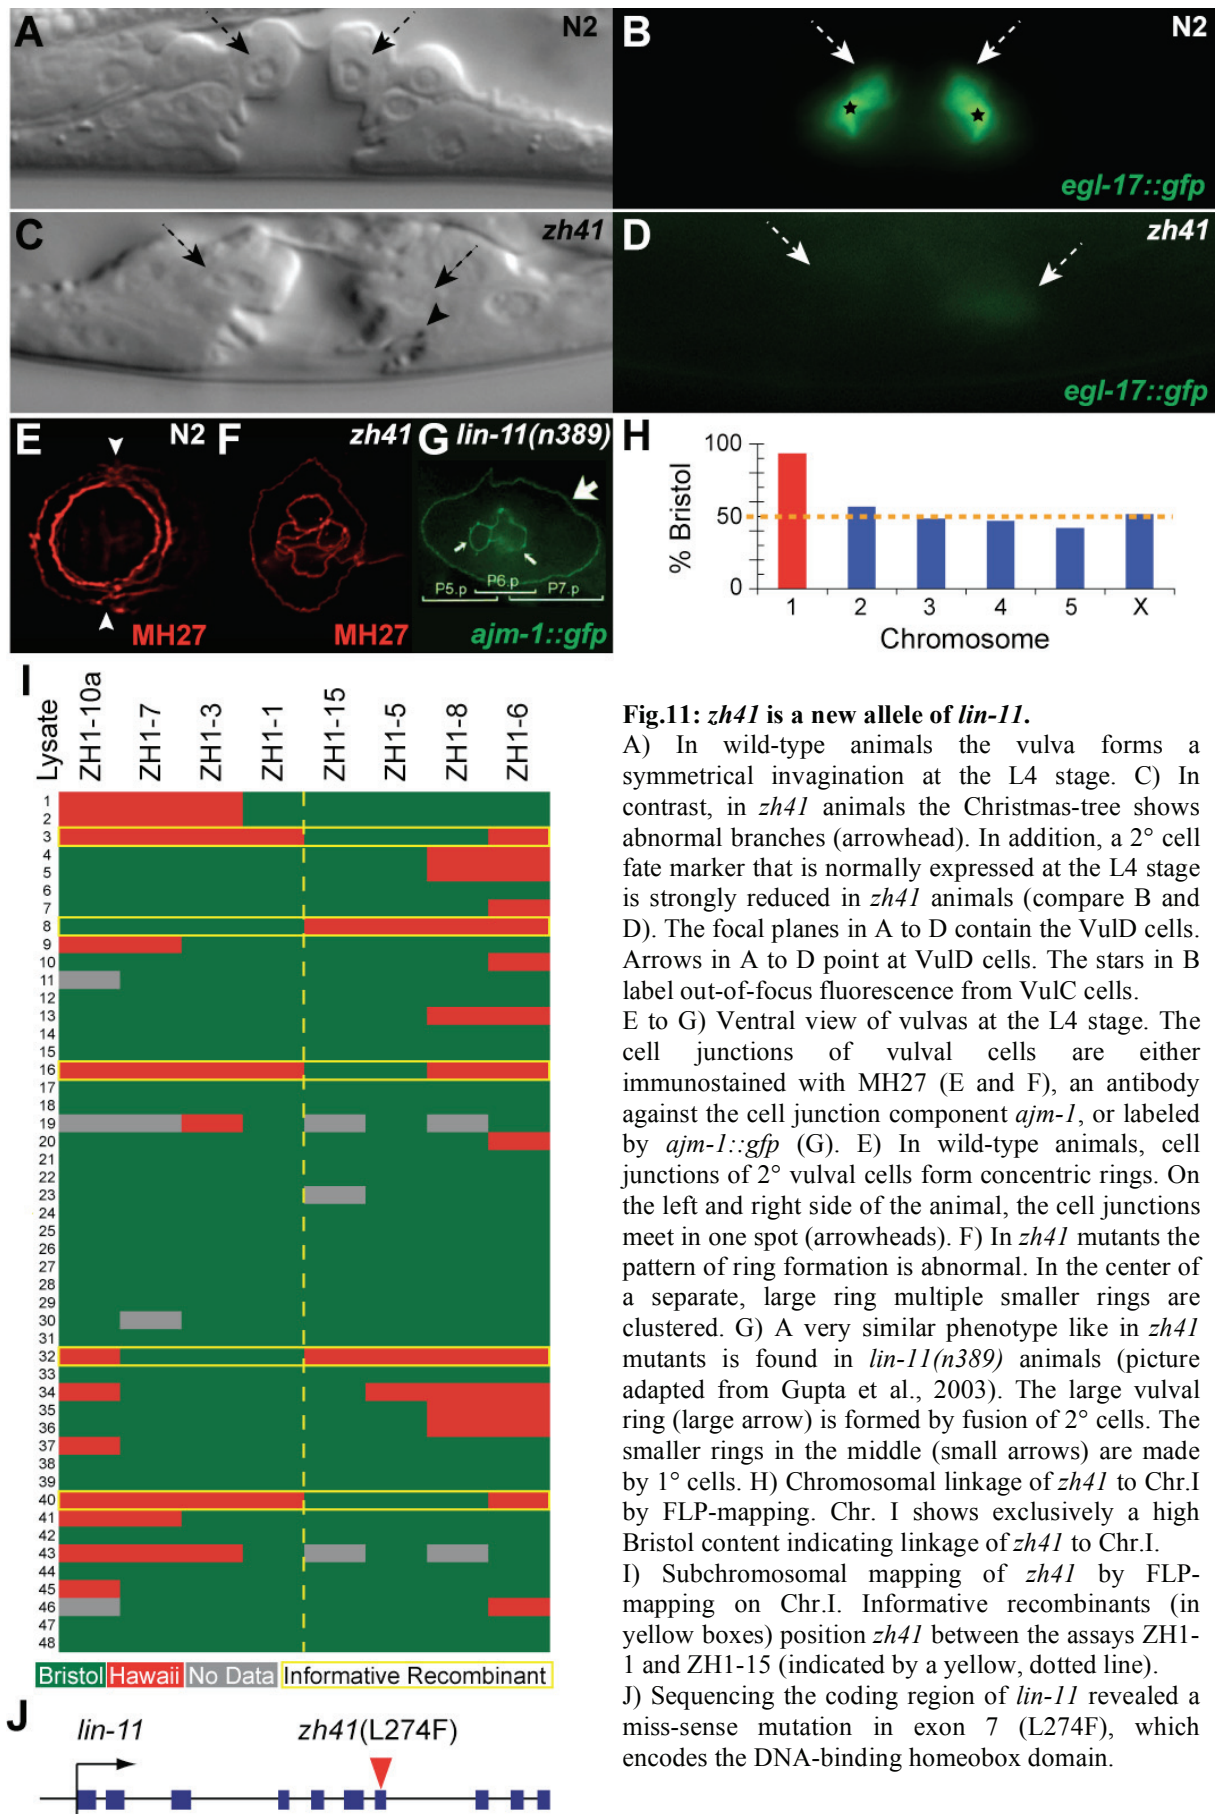 A
N2
B
N2
egl-17::gfp
C
zh41
D
zh41
egl-17::gfp
E
N2
MH27
F
zh41
MH27
G
lin-11(n389)
P5.p
P6.p
P7.p
ajm-1::gfp
H
% Bristol
100
50
0
1
2
3
4
5
X
Chromosome
I
Lysate
ZH1-10a
ZH1-7
ZH1-3
ZH1-1
ZH1-15
ZH1-5
ZH1-8
ZH1-6
1
2
3
4
5
6
7
8
9
10
11
12
13
14
15
16
17
18
19
20
21
22
23
24
25
26
27
28
29
30
31
32
33
34
35
36
37
38
39
40
41
42
43
44
45
46
47
48
Bristol
Hawaii
No Data
Informative Recombinant
J
lin-11
zh41(L274F)
Fig.11: zh41 is a new allele of lin-11.
A) In wild-type animals the vulva forms a
symmetrical invagination at the L4 stage. C) In
contrast, in zh41 animals the Christmas-tree shows
abnormal branches (arrowhead). In addition, a 2° cell
fate marker that is normally expressed at the L4 stage
is strongly reduced in zh41 animals (compare B and
D). The focal planes in A to D contain the VulD cells.
Arrows in A to D point at VulD cells. The stars in B
label out-of-focus fluorescence from VulC cells.
E to G) Ventral view of vulvas at the L4 stage. The
cell junctions of vulval cells are either
immunostained with MH27 (E and F), an antibody
against the cell junction component ajm-1, or labeled
by ajm-1::gfp (G). E) In wild-type animals, cell
junctions of 2° vulval cells form concentric rings. On
the left and right side of the animal, the cell junctions
meet in one spot (arrowheads). F) In zh41 mutants the
pattern of ring formation is abnormal. In the center of
a separate, large ring multiple smaller rings are
clustered. G) A very similar phenotype like in zh41
mutants is found in lin-11(n389) animals (picture
adapted from Gupta et al., 2003). The large vulval
ring (large arrow) is formed by fusion of 2° cells. The
smaller rings in the middle (small arrows) are made
by 1° cells. H) Chromosomal linkage of zh41 to Chr.I
by FLP-mapping. Chr. I shows exclusively a high
Bristol content indicating linkage of zh41 to Chr.I.
I) Subchromosomal mapping of zh41 by FLP-
mapping on Chr.I. Informative recombinants (in
yellow boxes) position zh41 between the assays ZH1-
1 and ZH1-15 (indicated by a yellow, dotted line).
J) Sequencing the coding region of lin-11 revealed a
miss-sense mutation in exon 7 (L274F), which
encodes the DNA-binding homeobox domain.